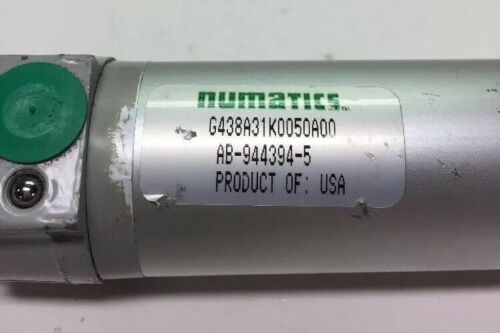 numatics
G438A31K0050A00
AB-944394-5
PRODUCT OF: USA